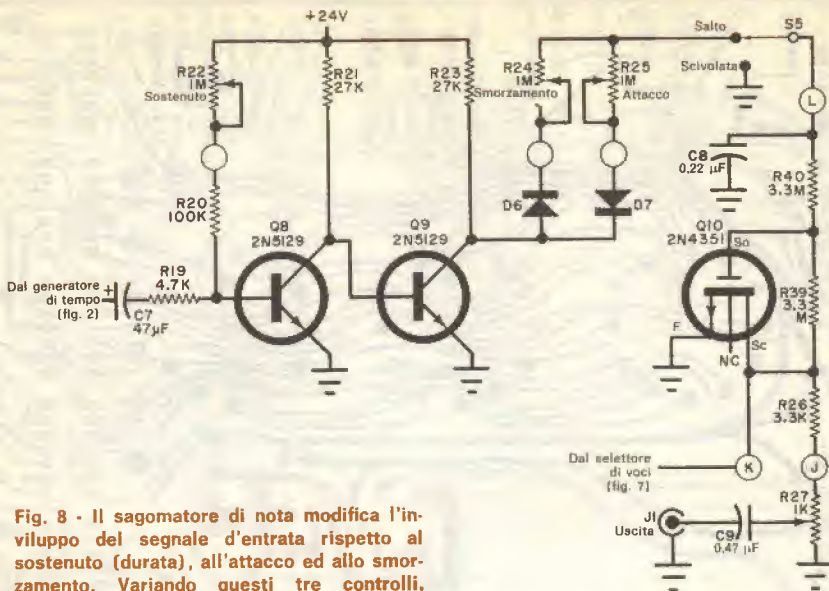 +24V
R22
1M
Sostenuto
R21
27K
R23
27K
R24
1M
Smorzamento
R25
1M
Attacco
Salto
S5
Scivolata
L
C8
0,22 µF
R40
3.3M
R20
100K
D6
D7
Q8
2N5129
Q9
2N5129
Q10
2N4351
So
R39
3.3
M
Dal generatore
di tempo
(fig. 2)
+
R19
4.7K
C7
47µF
F
NC
Sc
R26
3.3K
Dal selettore
di voci
(fig. 7)
K
J
R27
1K
J1
Uscita
C9
0,47 µF
Fig. 8 - Il sagomatore di nota modifica l'in-
viluppo del segnale d'entrata rispetto al
sostenuto (durata), all'attacco ed allo smor-
zamento. Variando questi tre controlli,